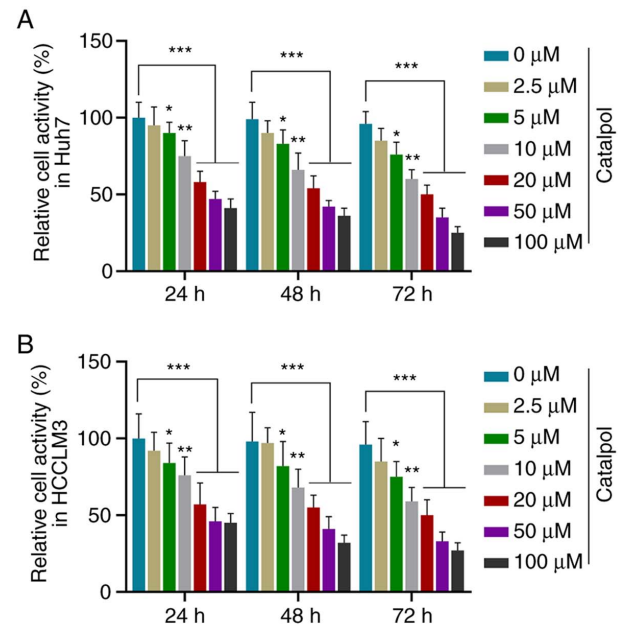 A
Relative cell activity (%)
in Huh7
150
100
50
0
***
***
***
*
**
*
**
*
**
24 h
48 h
72 h
0 μM
2.5 μM
5 μM
10 μM
20 μM
50 μM
100 μM
Catalpol
B
Relative cell activity (%)
in HCCLM3
150
100
50
0
***
***
***
*
**
*
**
*
**
24 h
48 h
72 h
0 μM
2.5 μM
5 μM
10 μM
20 μM
50 μM
100 μM
Catalpol